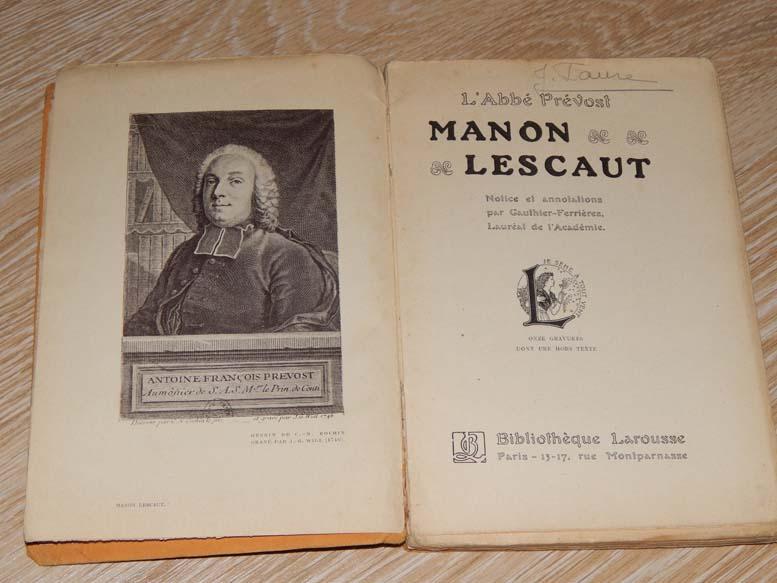 ANTOINE FRANÇOIS PREVOST
Aumônier de S. A. S. Mgr. le Prin. de Conti
DESSIN DE C.-N. COCHIN
GRAVÉ PAR J.-G. WILL (1746).
MANON LESCAUT.
J. Faure
L'Abbé Prévost
MANON
LESCAUT
Notice et annotations
par Gauthier-Ferrières,
Lauréat de l'Académie.
JE SÈME A TOUT VENT
L
ONZE GRAVURES
DONT UNE HORS TEXTE
Bibliothèque Larousse
Paris - 13-17, rue Montparnasse